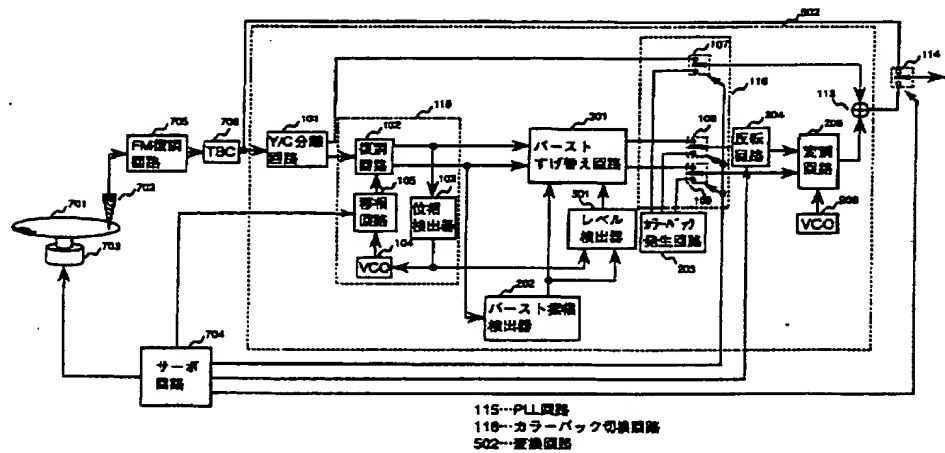 502
107
114
115
116
113
705
FM復調
回路
706
TBC
101
Y/C分離
回路
102
復調
回路
301
バースト
すげ替え回路
108
204
反転
回路
205
変調
回路
702
701
703
105
移相
回路
103
位相
検出器
301
レベル
検出器
109
カラーバック
発生回路
203
206
VCO
104
VCO
202
バースト振幅
検出器
704
サーボ
回路
115…PLL回路
116…カラーバック切換回路
502…変換回路